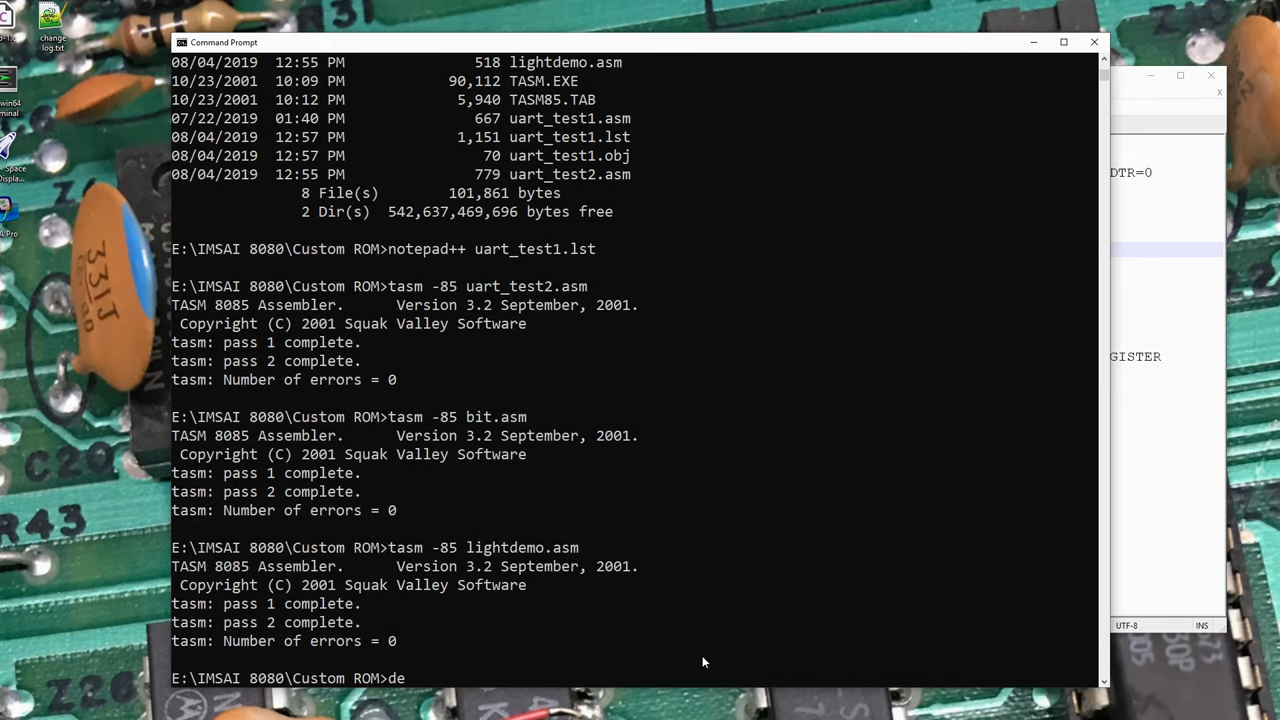 change
log.txt
win64
Command Prompt
08/04/2019  12:55 PM               518 lightdemo.asm
10/23/2001  10:09 PM            90,112 TASM.EXE
10/23/2001  10:12 PM             5,940 TASM85.TAB
07/22/2019  01:40 PM               667 uart_test1.asm
08/04/2019  12:57 PM             1,151 uart_test1.lst
08/04/2019  12:57 PM                70 uart_test1.obj
08/04/2019  12:55 PM               779 uart_test2.asm
8 File(s)        101,861 bytes
2 Dir(s)  542,637,469,696 bytes free
E:\IMSAI 8080\Custom ROM>notepad++ uart_test1.lst
E:\IMSAI 8080\Custom ROM>tasm -85 uart_test2.asm
TASM 8085 Assembler.      Version 3.2 September, 2001.
Copyright (C) 2001 Squak Valley Software
tasm: pass 1 complete.
tasm: pass 2 complete.
tasm: Number of errors = 0
E:\IMSAI 8080\Custom ROM>tasm -85 bit.asm
TASM 8085 Assembler.      Version 3.2 September, 2001.
Copyright (C) 2001 Squak Valley Software
tasm: pass 1 complete.
tasm: pass 2 complete.
tasm: Number of errors = 0
E:\IMSAI 8080\Custom ROM>tasm -85 lightdemo.asm
TASM 8085 Assembler.      Version 3.2 September, 2001.
Copyright (C) 2001 Squak Valley Software
tasm: pass 1 complete.
tasm: pass 2 complete.
tasm: Number of errors = 0
E:\IMSAI 8080\Custom ROM>de
DTR=0
GISTER
UTF-8
INS
Space
Displa...
A Pro
331J
C20
R43
Z26